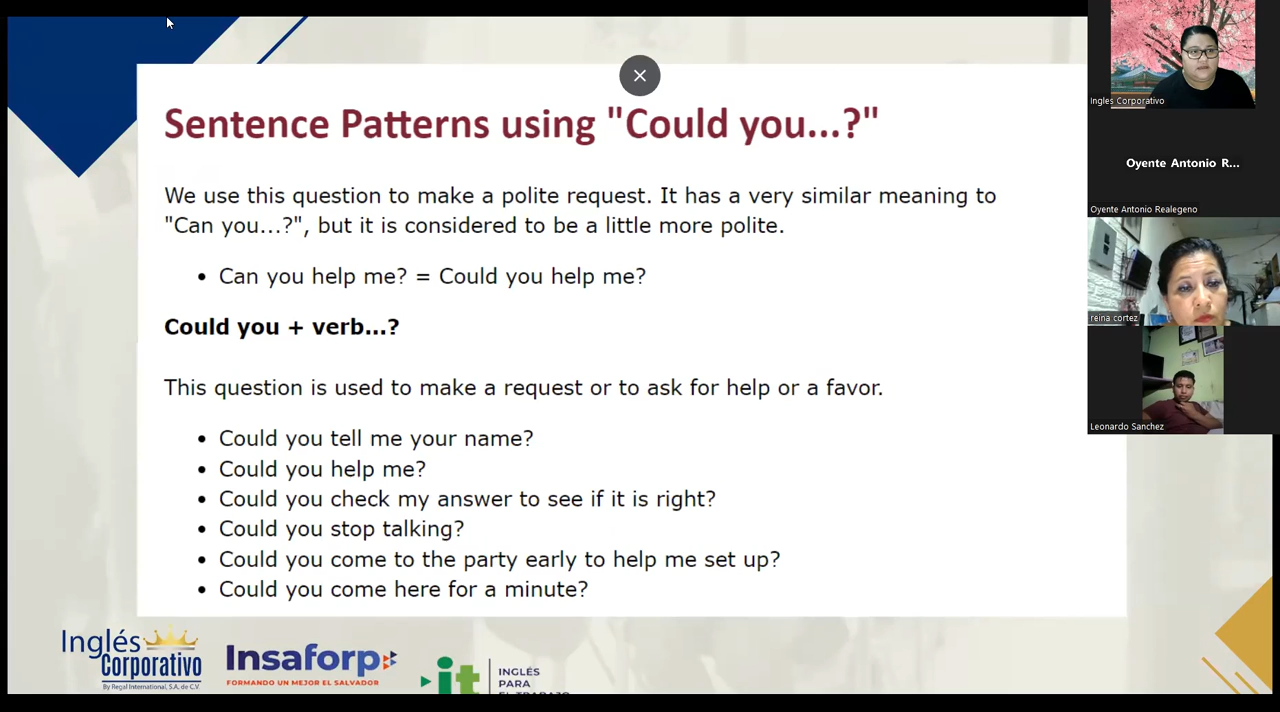 Sentence Patterns using "Could you...?"
We use this question to make a polite request. It has a very similar meaning to
"Can you...?", but it is considered to be a little more polite.
• Can you help me? = Could you help me?
Could you + verb...?
This question is used to make a request or to ask for help or a favor.
• Could you tell me your name?
• Could you help me?
• Could you check my answer to see if it is right?
• Could you stop talking?
• Could you come to the party early to help me set up?
• Could you come here for a minute?
Inglés
Corporativo
By Regal International, S.A. de C.V.
Insaforp
FORMANDO UN MEJOR EL SALVADOR
it
INGLÉS
PARA
EL TRABAJO
Ingles Corporativo
Oyente Antonio R...
Oyente Antonio Realegeno
reina cortez
Leonardo Sanchez